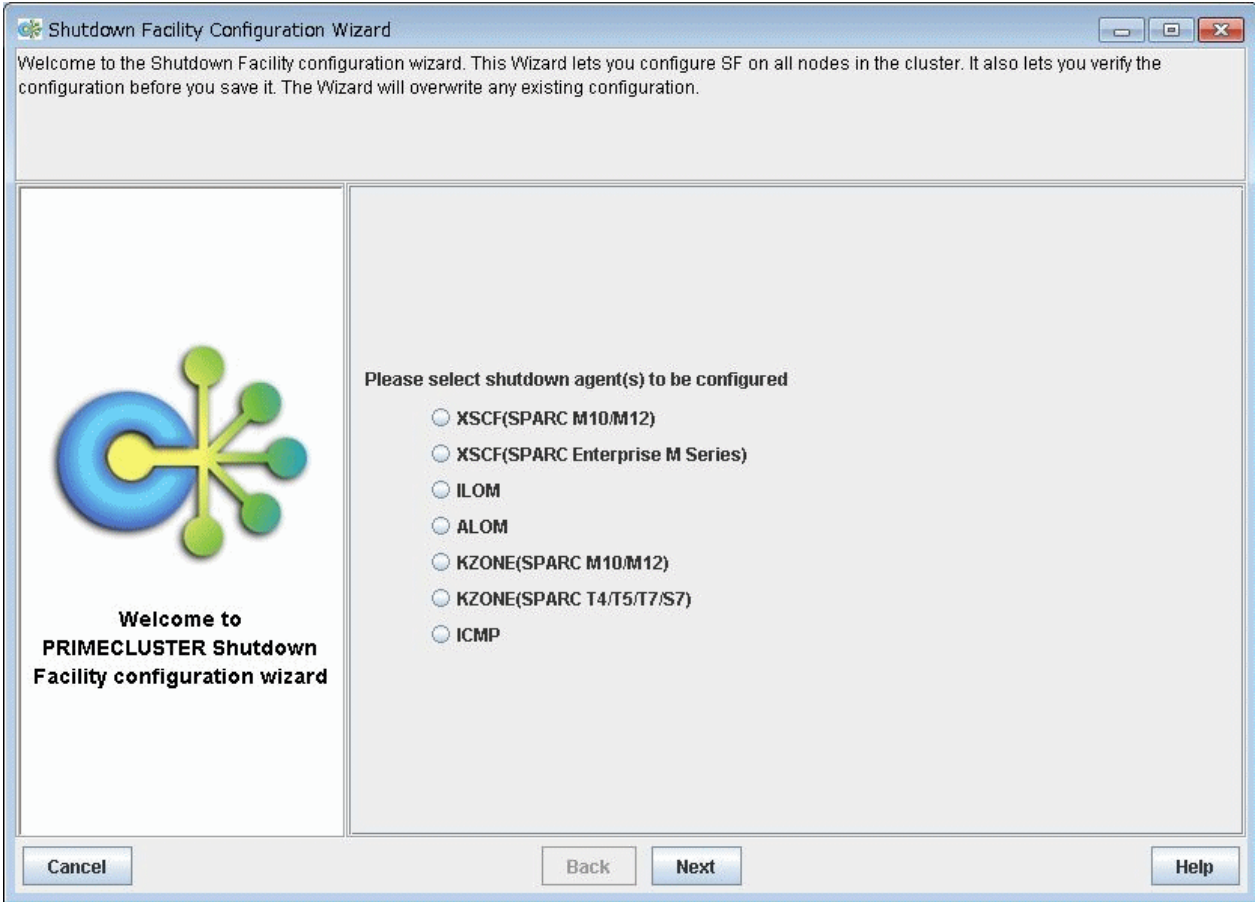 Shutdown Facility Configuration Wizard
Welcome to the Shutdown Facility configuration wizard. This Wizard lets you configure SF on all nodes in the cluster. It also lets you verify the
configuration before you save it. The Wizard will overwrite any existing configuration.
Please select shutdown agent(s) to be configured
XSCF(SPARC M10/M12)
XSCF(SPARC Enterprise M Series)
ILOM
ALOM
KZONE(SPARC M10/M12)
KZONE(SPARC T4/T5/T7/S7)
ICMP
Welcome to
PRIMECLUSTER Shutdown
Facility configuration wizard
Cancel
Back
Next
Help